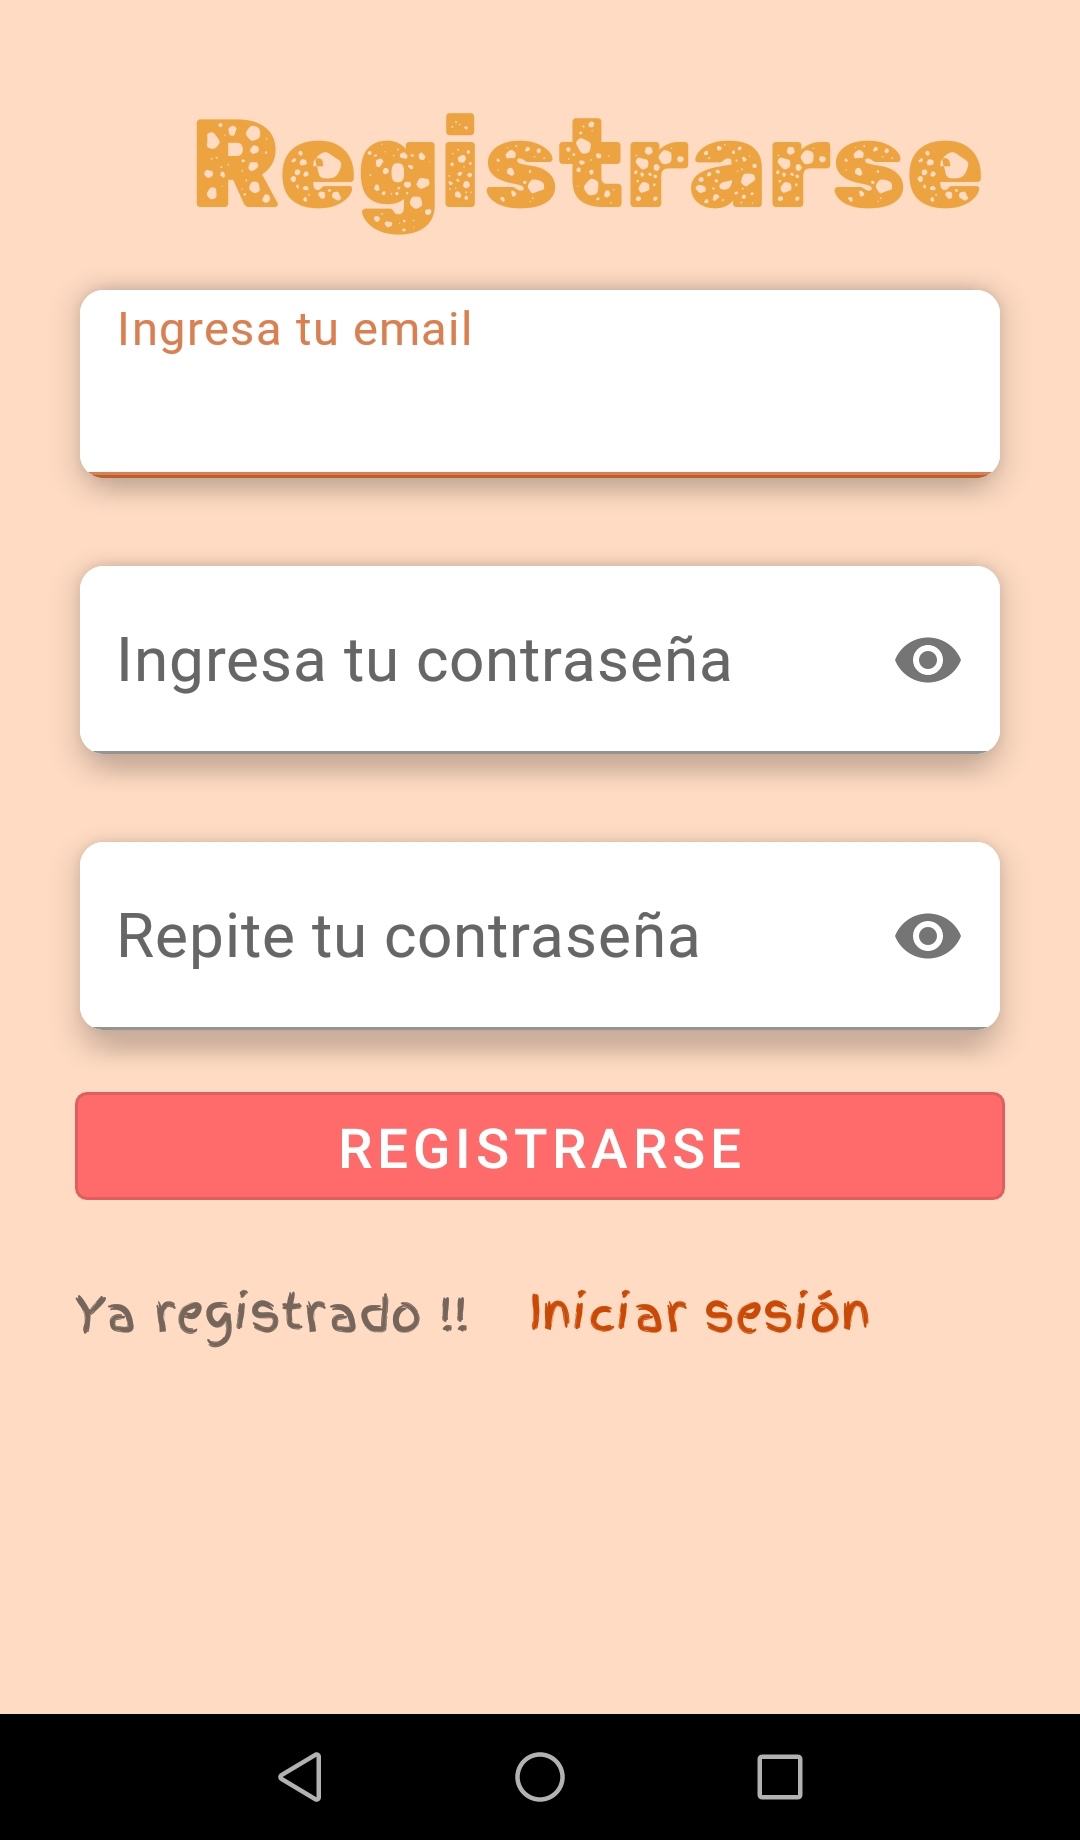 Registrarse
Ingresa tu email
Ingresa tu contraseña
Repite tu contraseña
REGISTRARSE
Ya registrado !! Iniciar sesión